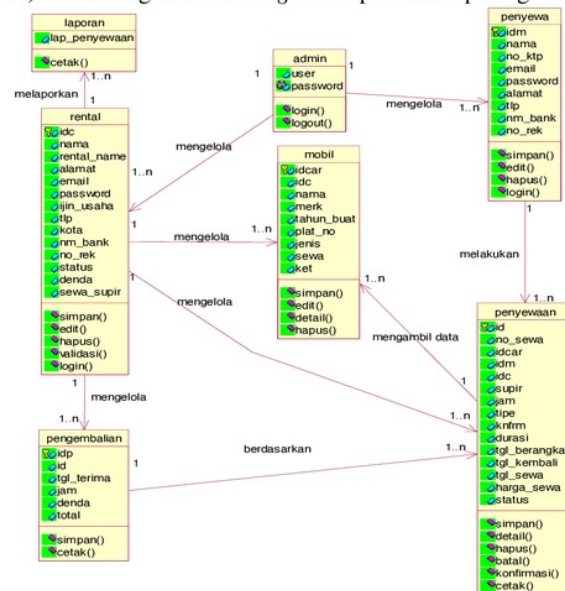 laporan
lap_penyewaan
cetak()
1..n
melaporkan
1
rental
idc
nama
rental_name
alamat
email
password
ijin_usaha
tlp
kota
nm_bank
no_rek
status
denda
sewa_supir
simpan()
edit()
hapus()
validasi()
login()
1
mengelola
1..n
pengembalian
idp
id
tgl_terima
jam
denda
total
simpan()
cetak()
admin
user
password
login()
logout()
1
1
mengelola
1..n
mengelola
1..n
mobil
idcar
idc
nama
merk
tahun_buat
plat_no
jenis
sewa
ket
simpan()
edit()
detail()
hapus()
1
mengelola
1..n
1
mengelola
1..n
1..n
mengambil data
1
1
berdasarkan
1..n
penyewa
idm
nama
no_ktp
email
password
alamat
tlp
nm_bank
no_rek
simpan()
edit()
hapus()
login()
1
melakukan
1..n
penyewaan
id
no_sewa
idcar
idm
idc
supir
jam
tipe
knfrm
durasi
tgl_berangka
tgl_kembali
tgl_sewa
harga_sewa
status
simpan()
detail()
hapus()
batal()
konfirmasi()
cetak()